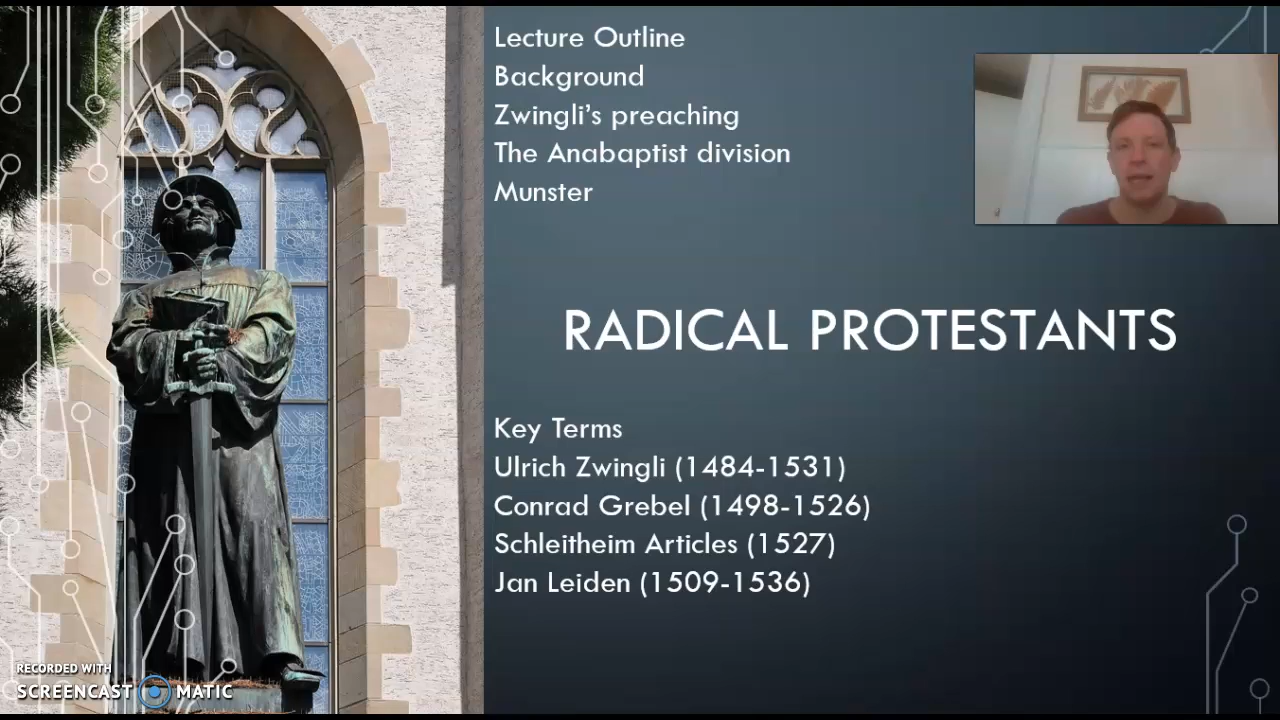 Lecture Outline
Background
Zwingli's preaching
The Anabaptist division
Munster
RADICAL PROTESTANTS
Key Terms
Ulrich Zwingli (1484-1531)
Conrad Grebel (1498-1526)
Schleitheim Articles (1527)
Jan Leiden (1509-1536)
RECORDED WITH
SCREENCAST MATIC